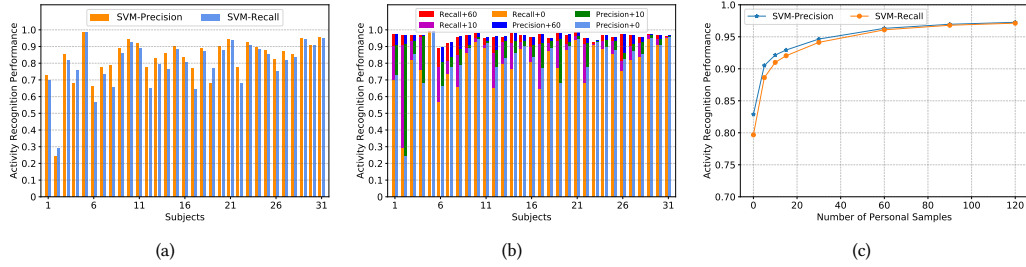 SVM-Precision SVM-Recall
1.0
0.9
0.8
0.7
0.6
0.5
0.4
0.3
0.2
0.1
0
Activity Recognition Performance
1 6 11 16 21 26 31
Subjects
(a)
Recall+60 Recall+0 Precision+10
Recall+10 Precision+60 Precision+0
1.0
0.9
0.8
0.7
0.6
0.5
0.4
0.3
0.2
0.1
0
Activity Recognition Performance
1 6 11 16 21 26 31
Subjects
(b)
SVM-Precision SVM-Recall
1.00
0.95
0.90
0.85
0.80
0.75
0.70
Activity Recognition Performance
0 20 40 60 80 100 120
Number of Personal Samples
(c)